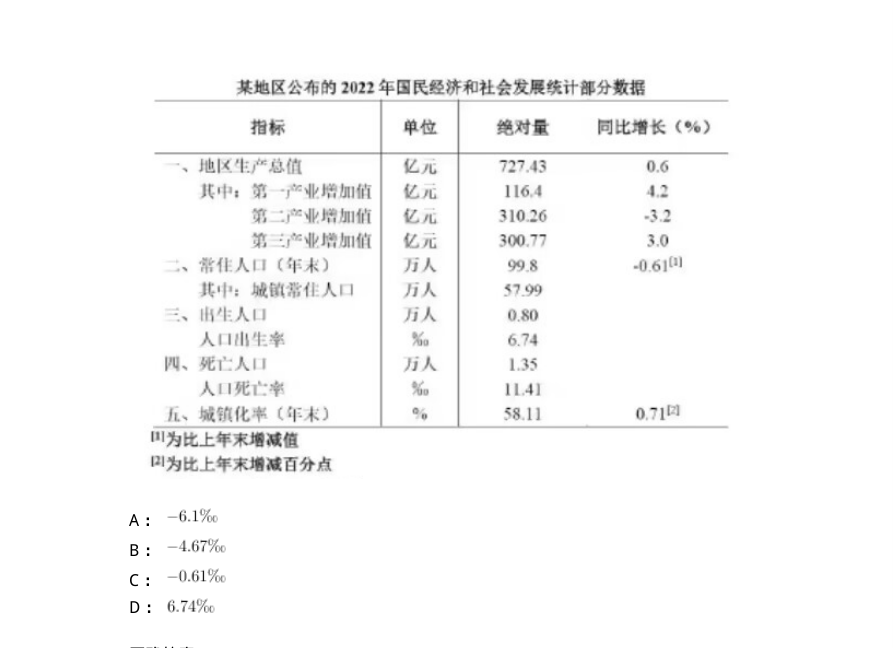 某地区公布的 2022 年国民经济和社会发展统计部分数据
指标 单位 绝对量 同比增长（%）
一、地区生产总值 亿元 727.43 0.6
其中：第一产业增加值 亿元 116.4 4.2
第二产业增加值 亿元 310.26 -3.2
第三产业增加值 亿元 300.77 3.0
二、常住人口（年末） 万人 99.8 -0.61[1]
其中：城镇常住人口 万人 57.99
三、出生人口 万人 0.80
人口出生率 ‰ 6.74
四、死亡人口 万人 1.35
人口死亡率 ‰ 11.41
五、城镇化率（年末） % 58.11 0.71[2]
[1]为比上年末增减值
[2]为比上年末增减百分点
A： −6.1‰
B： −4.67‰
C： −0.61‰
D： 6.74‰